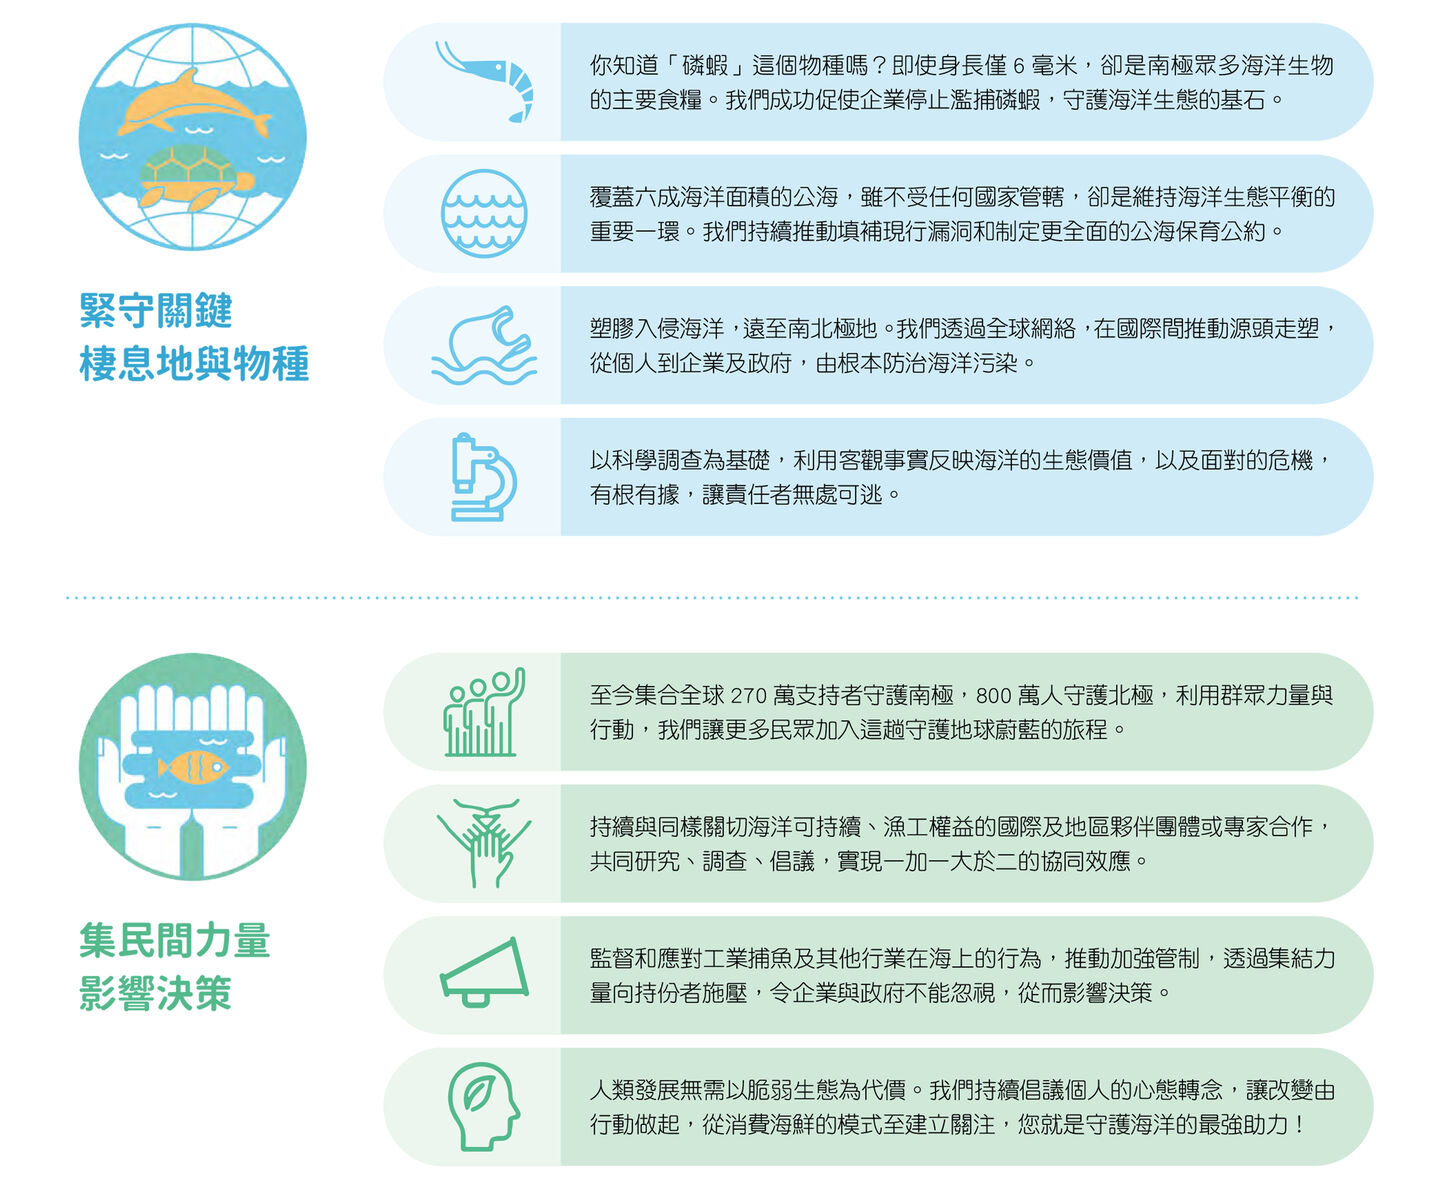 緊守關鍵
棲息地與物種
你知道「磷蝦」這個物種嗎？即使身長僅 6 毫米，卻是南極眾多海洋生物
的主要食糧。我們成功促使企業停止濫捕磷蝦，守護海洋生態的基石。
覆蓋六成海洋面積的公海，雖不受任何國家管轄，卻是維持海洋生態平衡的
重要一環。我們持續推動填補現行漏洞和制定更全面的公海保育公約。
塑膠入侵海洋，遠至南北極地。我們透過全球網絡，在國際間推動源頭走塑，
從個人到企業及政府，由根本防治海洋污染。
以科學調查為基礎，利用客觀事實反映海洋的生態價值，以及面對的危機，
有根有據，讓責任者無處可逃。
集民間力量
影響決策
至今集合全球 270 萬支持者守護南極，800 萬人守護北極，利用群眾力量與
行動，我們讓更多民眾加入這趟守護地球蔚藍的旅程。
持續與同樣關切海洋可持續、漁工權益的國際及地區夥伴團體或專家合作，
共同研究、調查、倡議，實現一加一大於二的協同效應。
監督和應對工業捕魚及其他行業在海上的行為，推動加強管制，透過集結力
量向持份者施壓，令企業與政府不能忽視，從而影響決策。
人類發展無需以脆弱生態為代價。我們持續倡議個人的心態轉念，讓改變由
行動做起，從消費海鮮的模式至建立關注，您就是守護海洋的最強助力！